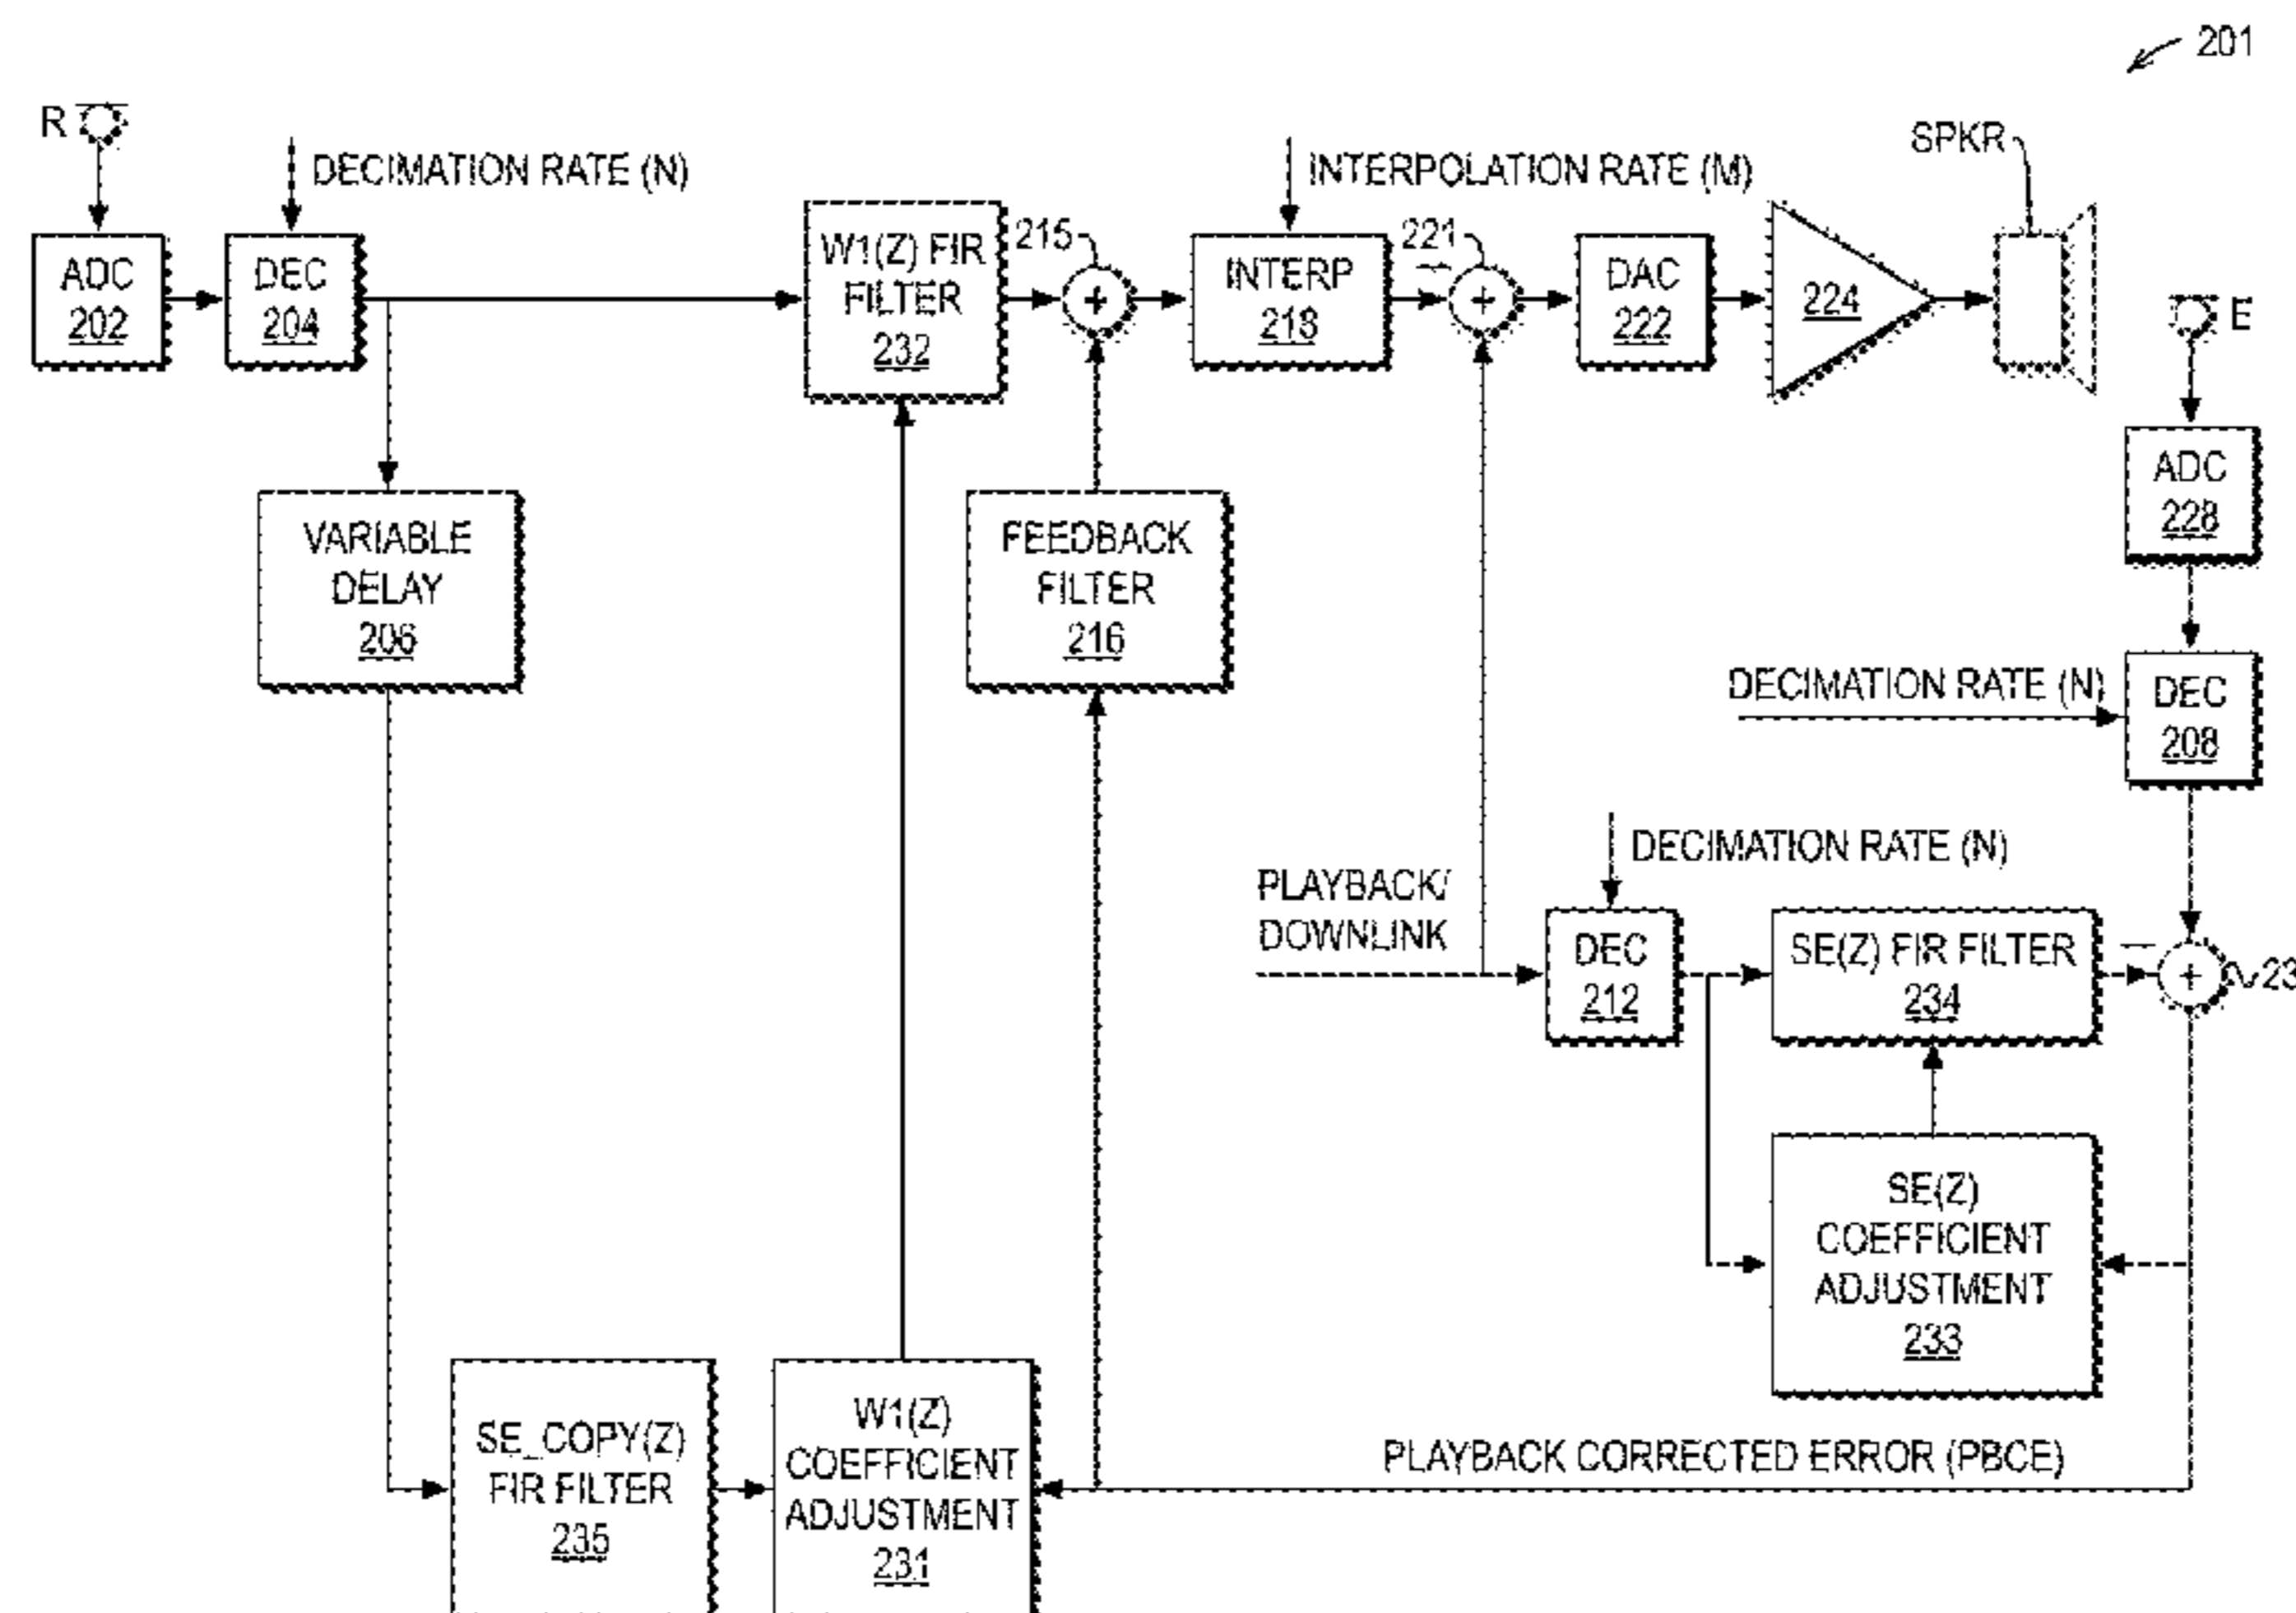 201
R
DECIMATION RATE (N)
INTERPOLATION RATE (M)
SPKR
ADC
202
DEC
204
W1(Z) FIR
FILTER
232
215
+
INTERP
218
221
+
DAC
222
224
E
ADC
228
VARIABLE
DELAY
206
FEEDBACK
FILTER
216
DECIMATION RATE (N)
DEC
208
DECIMATION RATE (N)
PLAYBACK/
DOWNLINK
DEC
212
SE(Z) FIR FILTER
234
+
23
SE(Z)
COEFFICIENT
ADJUSTMENT
233
SE_COPY(Z)
FIR FILTER
235
W1(Z)
COEFFICIENT
ADJUSTMENT
231
PLAYBACK CORRECTED ERROR (PBCE)